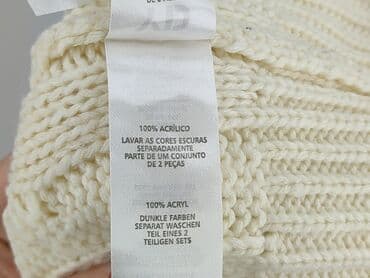 100% ACRÍLICO
LAVAR AS CORES ESCURAS
SEPARADAMENTE
PARTE DE UM CONJUNTO
DE 2 PEÇAS
100% ACRYL
DUNKLE FARBEN
SEPARAT WASCHEN
TEIL EINES 2
TEILIGEN SETS